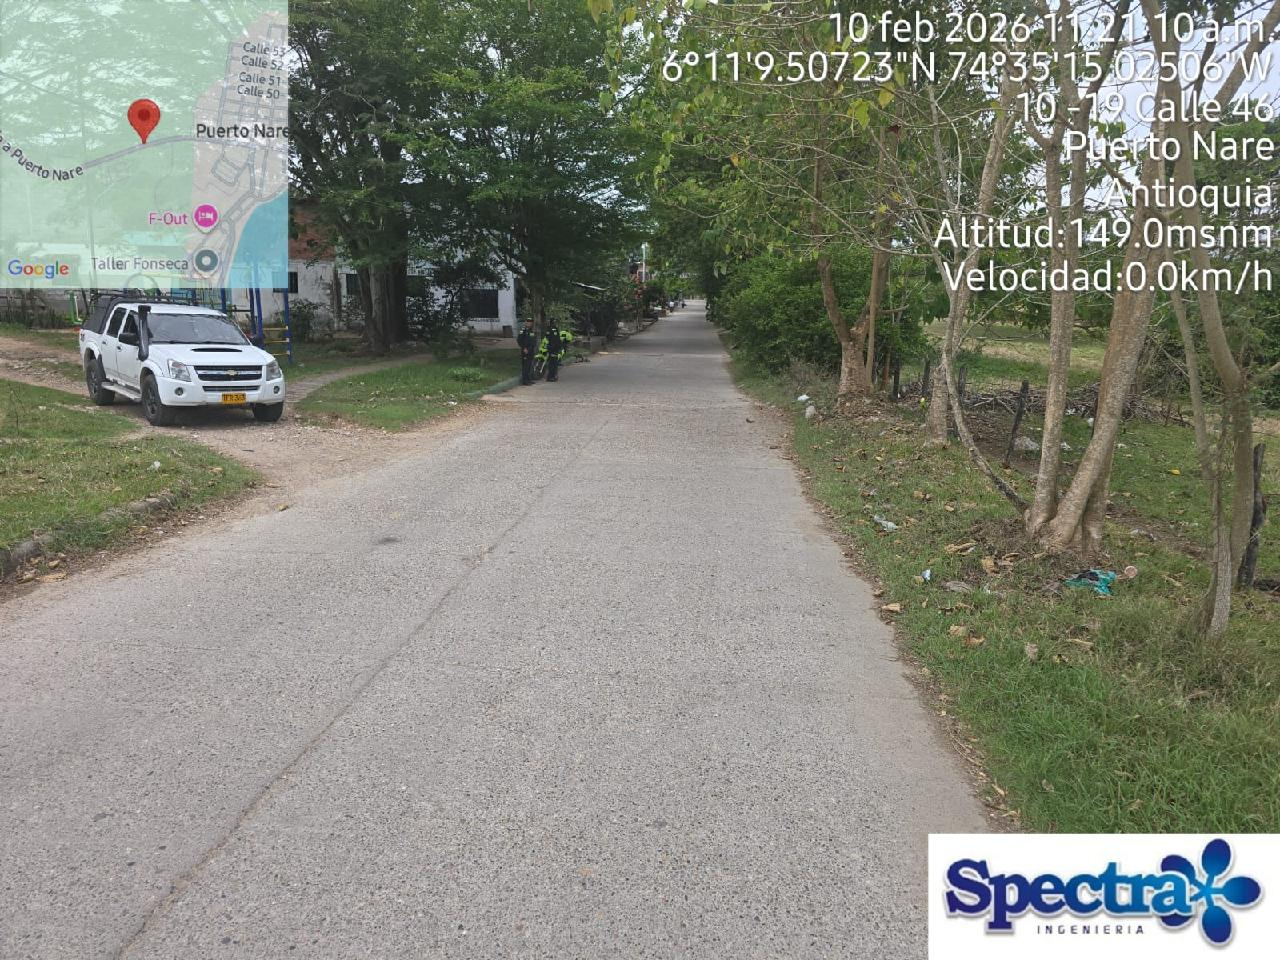 10 feb 2026 11:21:10 a.m.
6°11'9.50723"N 74°35'15.02506"W
10 -19 Calle 46
Puerto Nare
Antioquia
Altitud:149.0msnm
Velocidad:0.0km/h
Calle 53
Calle 52
Calle 51
Calle 50
Puerto Nare
a Puerto Nare
F-Out
Taller Fonseca
Google
Spectra
INGENIERIA